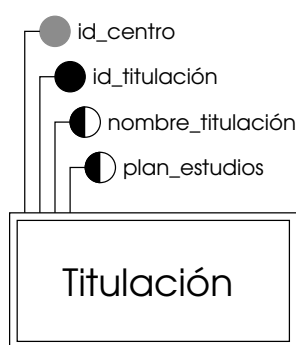 id_centro
id_titulación
nombre_titulación
plan_estudios
Titulación